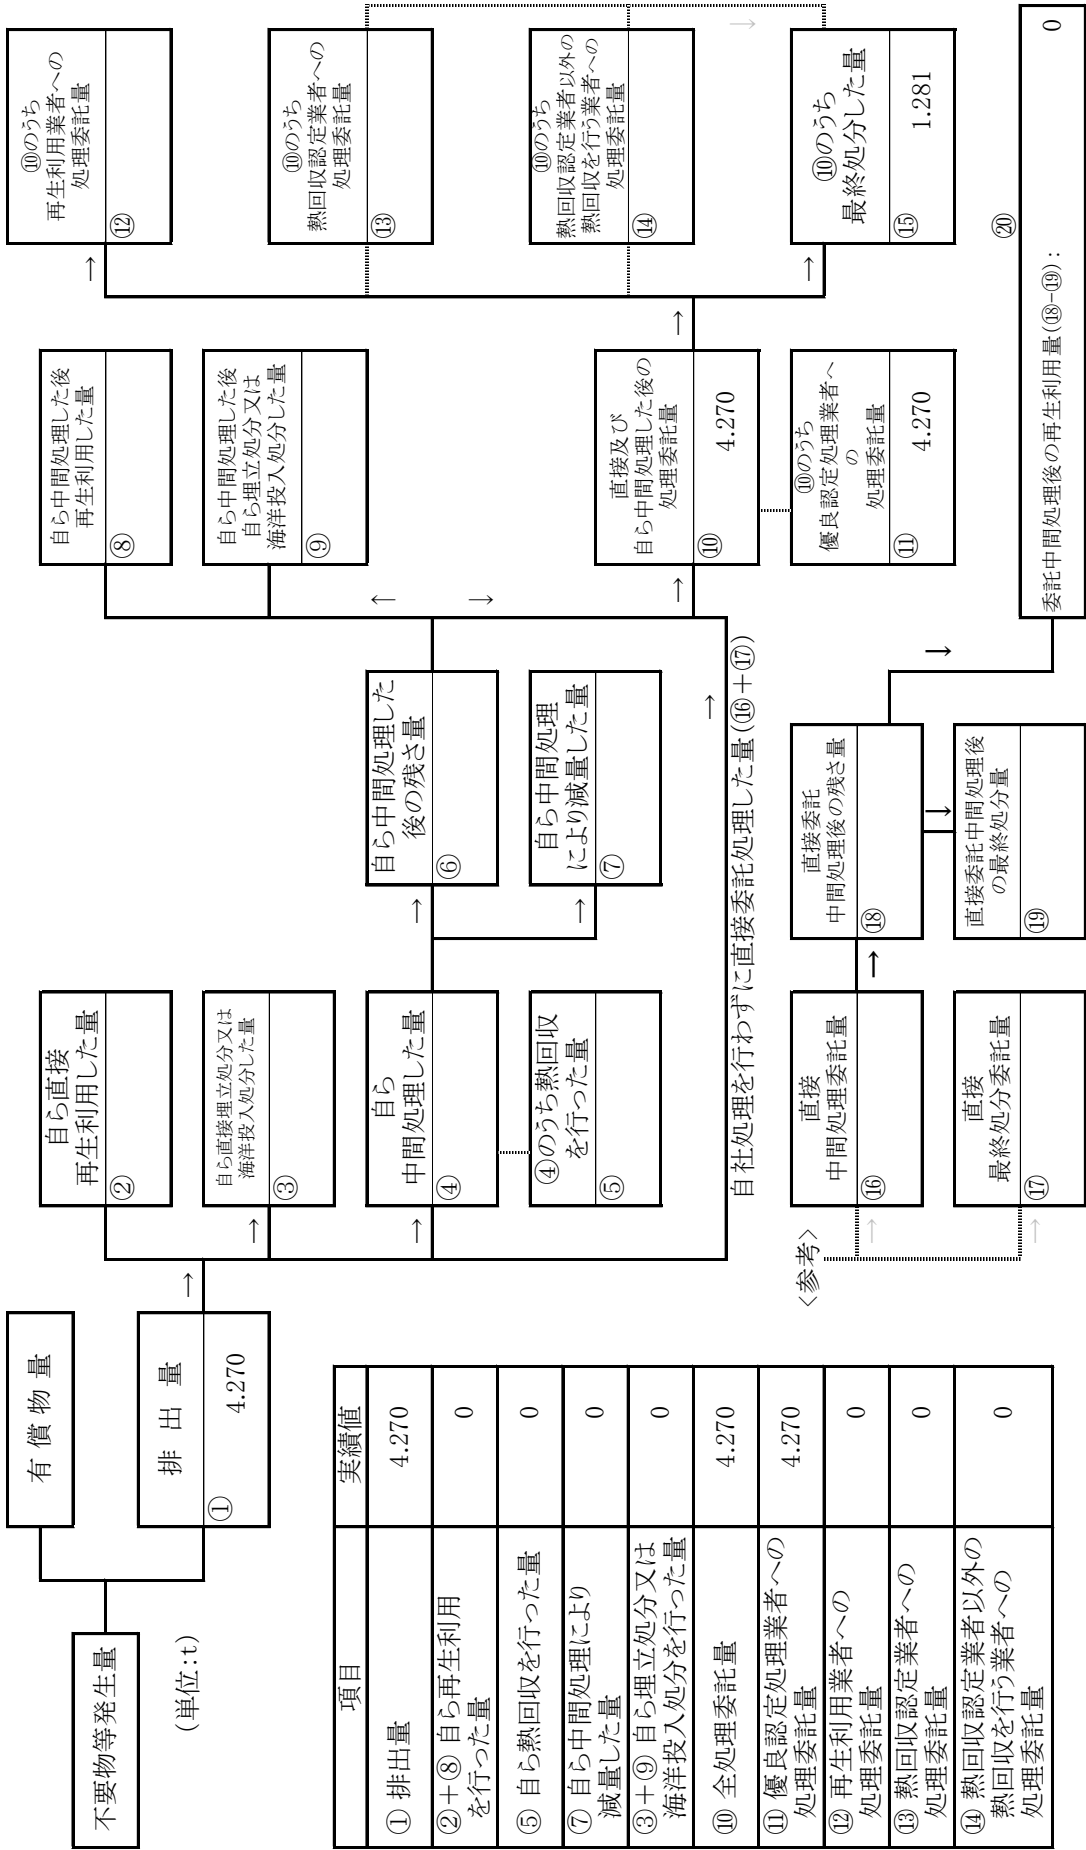 不要物等発生量
(単位:t)
有 償 物 量
排 出 量
①
4.270
→
自ら直接
再生利用した量
②
自ら直接埋立処分又は
海洋投入処分した量
③
→
自ら
中間処理した量
④
→
④のうち熱回収
を行った量
⑤
自ら中間処理した
後の残さ量
⑥
→
自ら中間処理
により減量した量
⑦
→
自ら中間処理した後
再生利用した量
⑧
自ら中間処理した後
自ら埋立処分又は
海洋投入処分した量
⑨
←
→
→
自社処理を行わずに直接委託処理した量(⑯+⑰)
直接及び
自ら中間処理した後の
処理委託量
⑩
4.270
→
→
⑩のうち
優良認定処理業者へ
の
処理委託量
⑪
4.270
⑩のうち
再生利用業者への
処理委託量
⑫
→
⑩のうち
熱回収認定業者への
処理委託量
⑬
⑩のうち
熱回収認定業者以外の
熱回収を行う業者への
処理委託量
⑭
→
⑩のうち
最終処分した量
⑮
1.281
→
項目
実績値
① 排出量
4.270
②+⑧ 自ら再生利用
を行った量
0
⑤ 自ら熱回収を行った量
0
⑦ 自ら中間処理により
減量した量
0
③+⑨ 自ら埋立処分又は
海洋投入処分を行った量
0
⑩ 全処理委託量
4.270
⑪ 優良認定処理業者への
処理委託量
4.270
⑫ 再生利用業者への
処理委託量
0
⑬ 熱回収認定業者への
処理委託量
0
⑭ 熱回収認定業者以外の
熱回収を行う業者への
処理委託量
0
<参考>
直接
中間処理委託量
⑯
→
直接
最終処分委託量
⑰
→
→
直接委託
中間処理後の残さ量
⑱
→
直接委託中間処理後
の最終処分量
⑲
→
⑳
委託中間処理後の再生利用量(⑱-⑲):
0